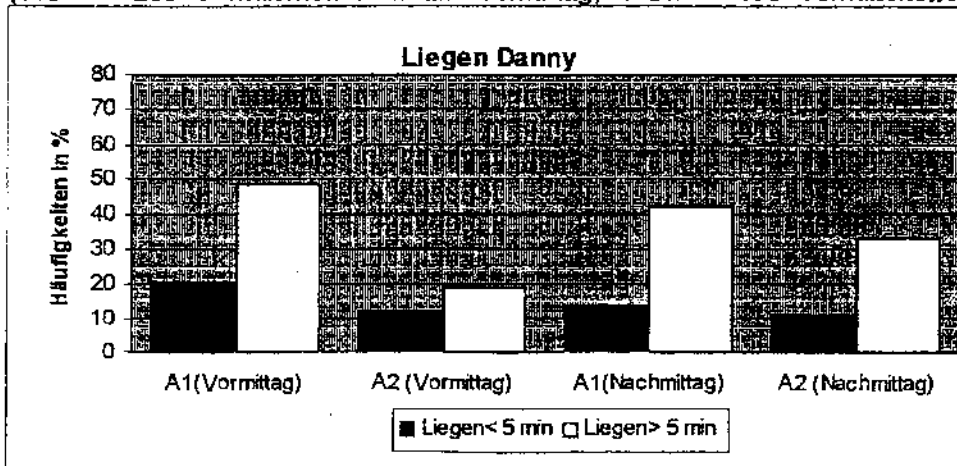 Liegen Danny
Häufigkeiten in %
80
70
60
50
40
30
20
10
0
A1(Vormittag) A2 (Vormittag) A1(Nachmittag) A2 (Nachmittag)
Liegen< 5 min Liegen> 5 min